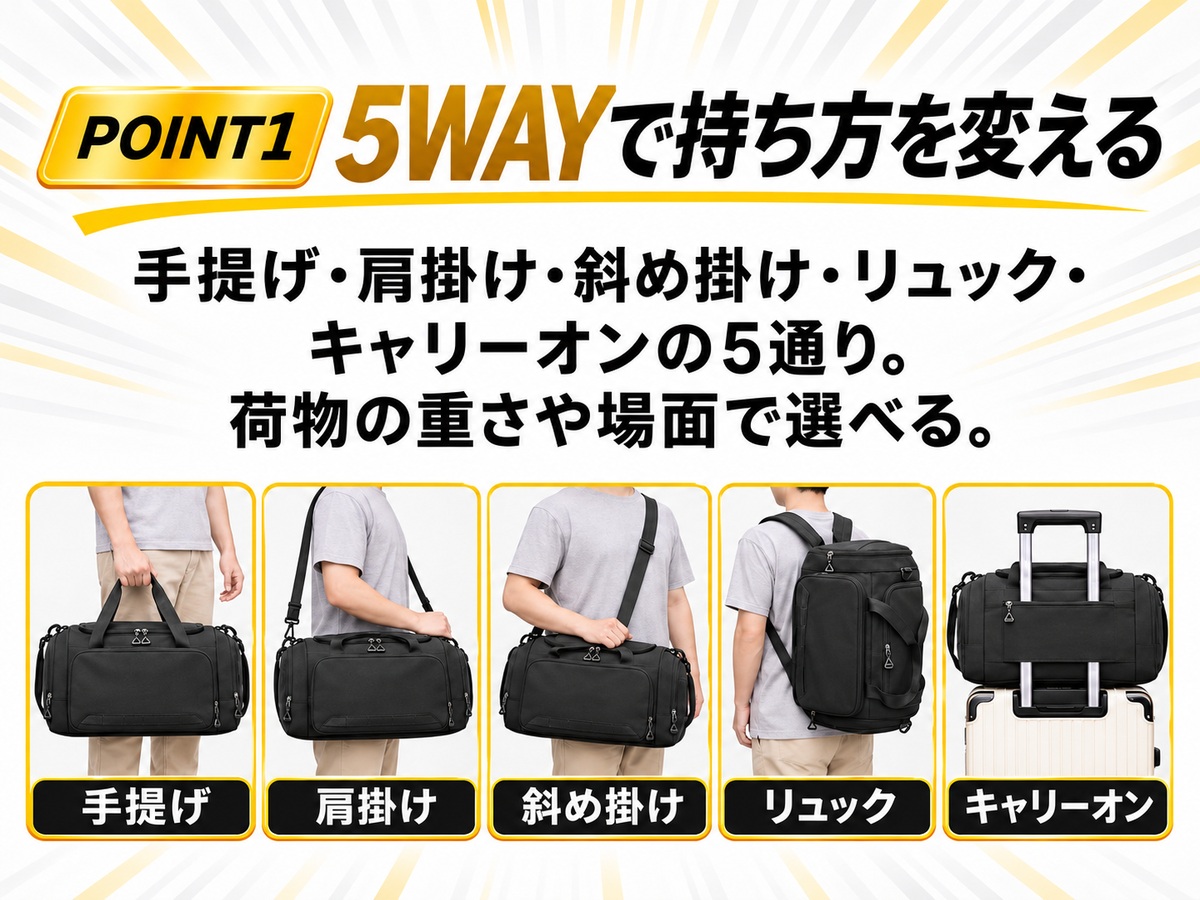 POINT1
5WAYで持ち方を変える
手提げ・肩掛け・斜め掛け・リュック・
キャリーオンの5通り。
荷物の重さや場面で選べる。
手提げ
肩掛け
斜め掛け
リュック
キャリーオン